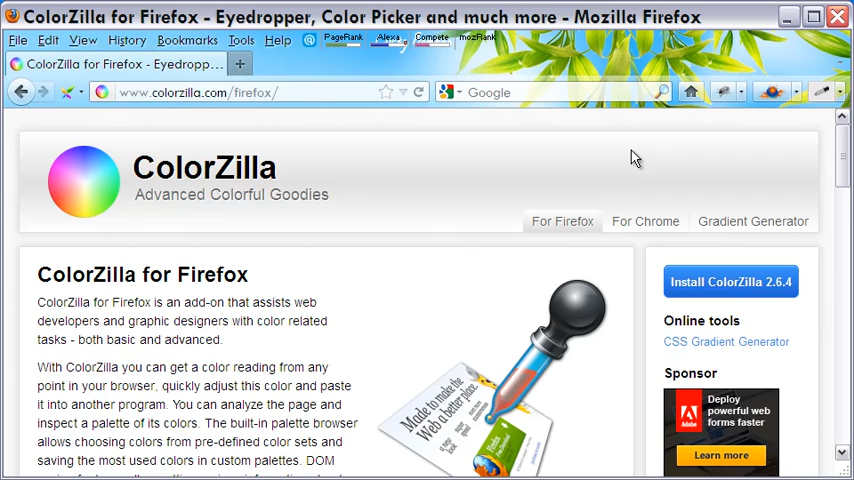 ColorZilla for Firefox - Eyedropper, Color Picker and much more - Mozilla Firefox
File Edit View History Bookmarks Tools Help @ PageRank Alexa Compete mozRank
ColorZilla for Firefox - Eyedropp... +
www.colorzilla.com/firefox/ Google
ColorZilla
Advanced Colorful Goodies
For Firefox For Chrome Gradient Generator
ColorZilla for Firefox
ColorZilla for Firefox is an add-on that assists web
developers and graphic designers with color related
tasks - both basic and advanced.
With ColorZilla you can get a color reading from any
point in your browser, quickly adjust this color and paste
it into another program. You can analyze the page and
inspect a palette of its colors. The built-in palette browser
allows choosing colors from pre-defined color sets and
saving the most used colors in custom palettes. DOM
Made to make the
Web a better place.
Install ColorZilla 2.6.4
Online tools
CSS Gradient Generator
Sponsor
Adobe
Deploy
powerful web
forms faster
Learn more